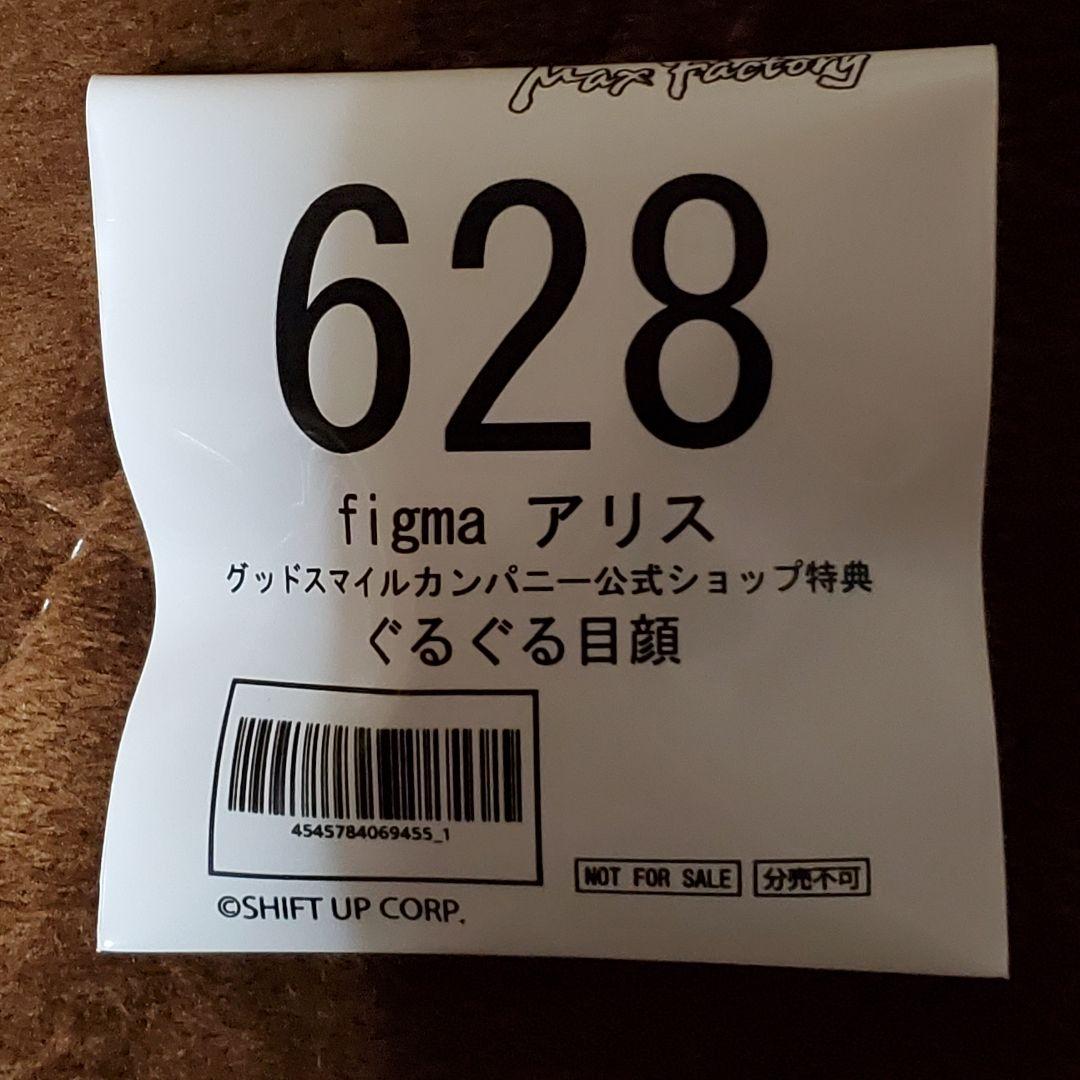 Max Factory
628
figma アリス
グッドスマイルカンパニー公式ショップ特典
ぐるぐる目顔
4545784069455_1
NOT FOR SALE 分売不可
©SHIFT UP CORP.